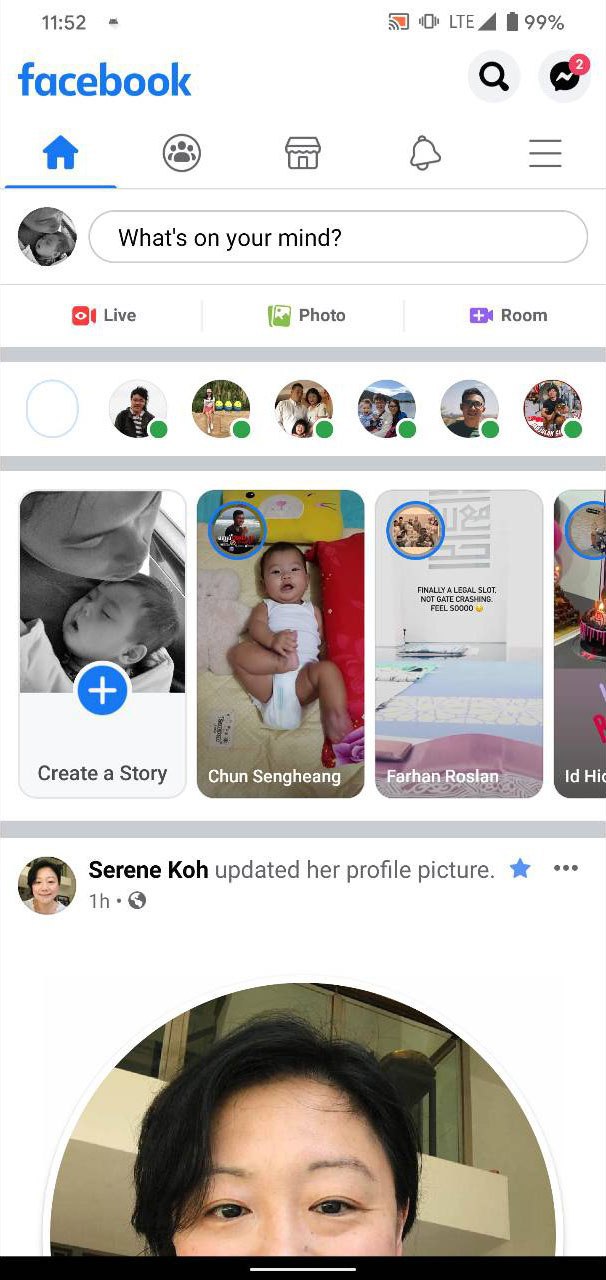 11:52
LTE 99%
facebook
2
What's on your mind?
Live
Photo
Room
FINALLY A LEGAL SLOT.
NOT GATE CRASHING.
FEEL SOOOO 😌
Create a Story
Chun Sengheang
Farhan Roslan
Id Hi
Serene Koh updated her profile picture.
1h •